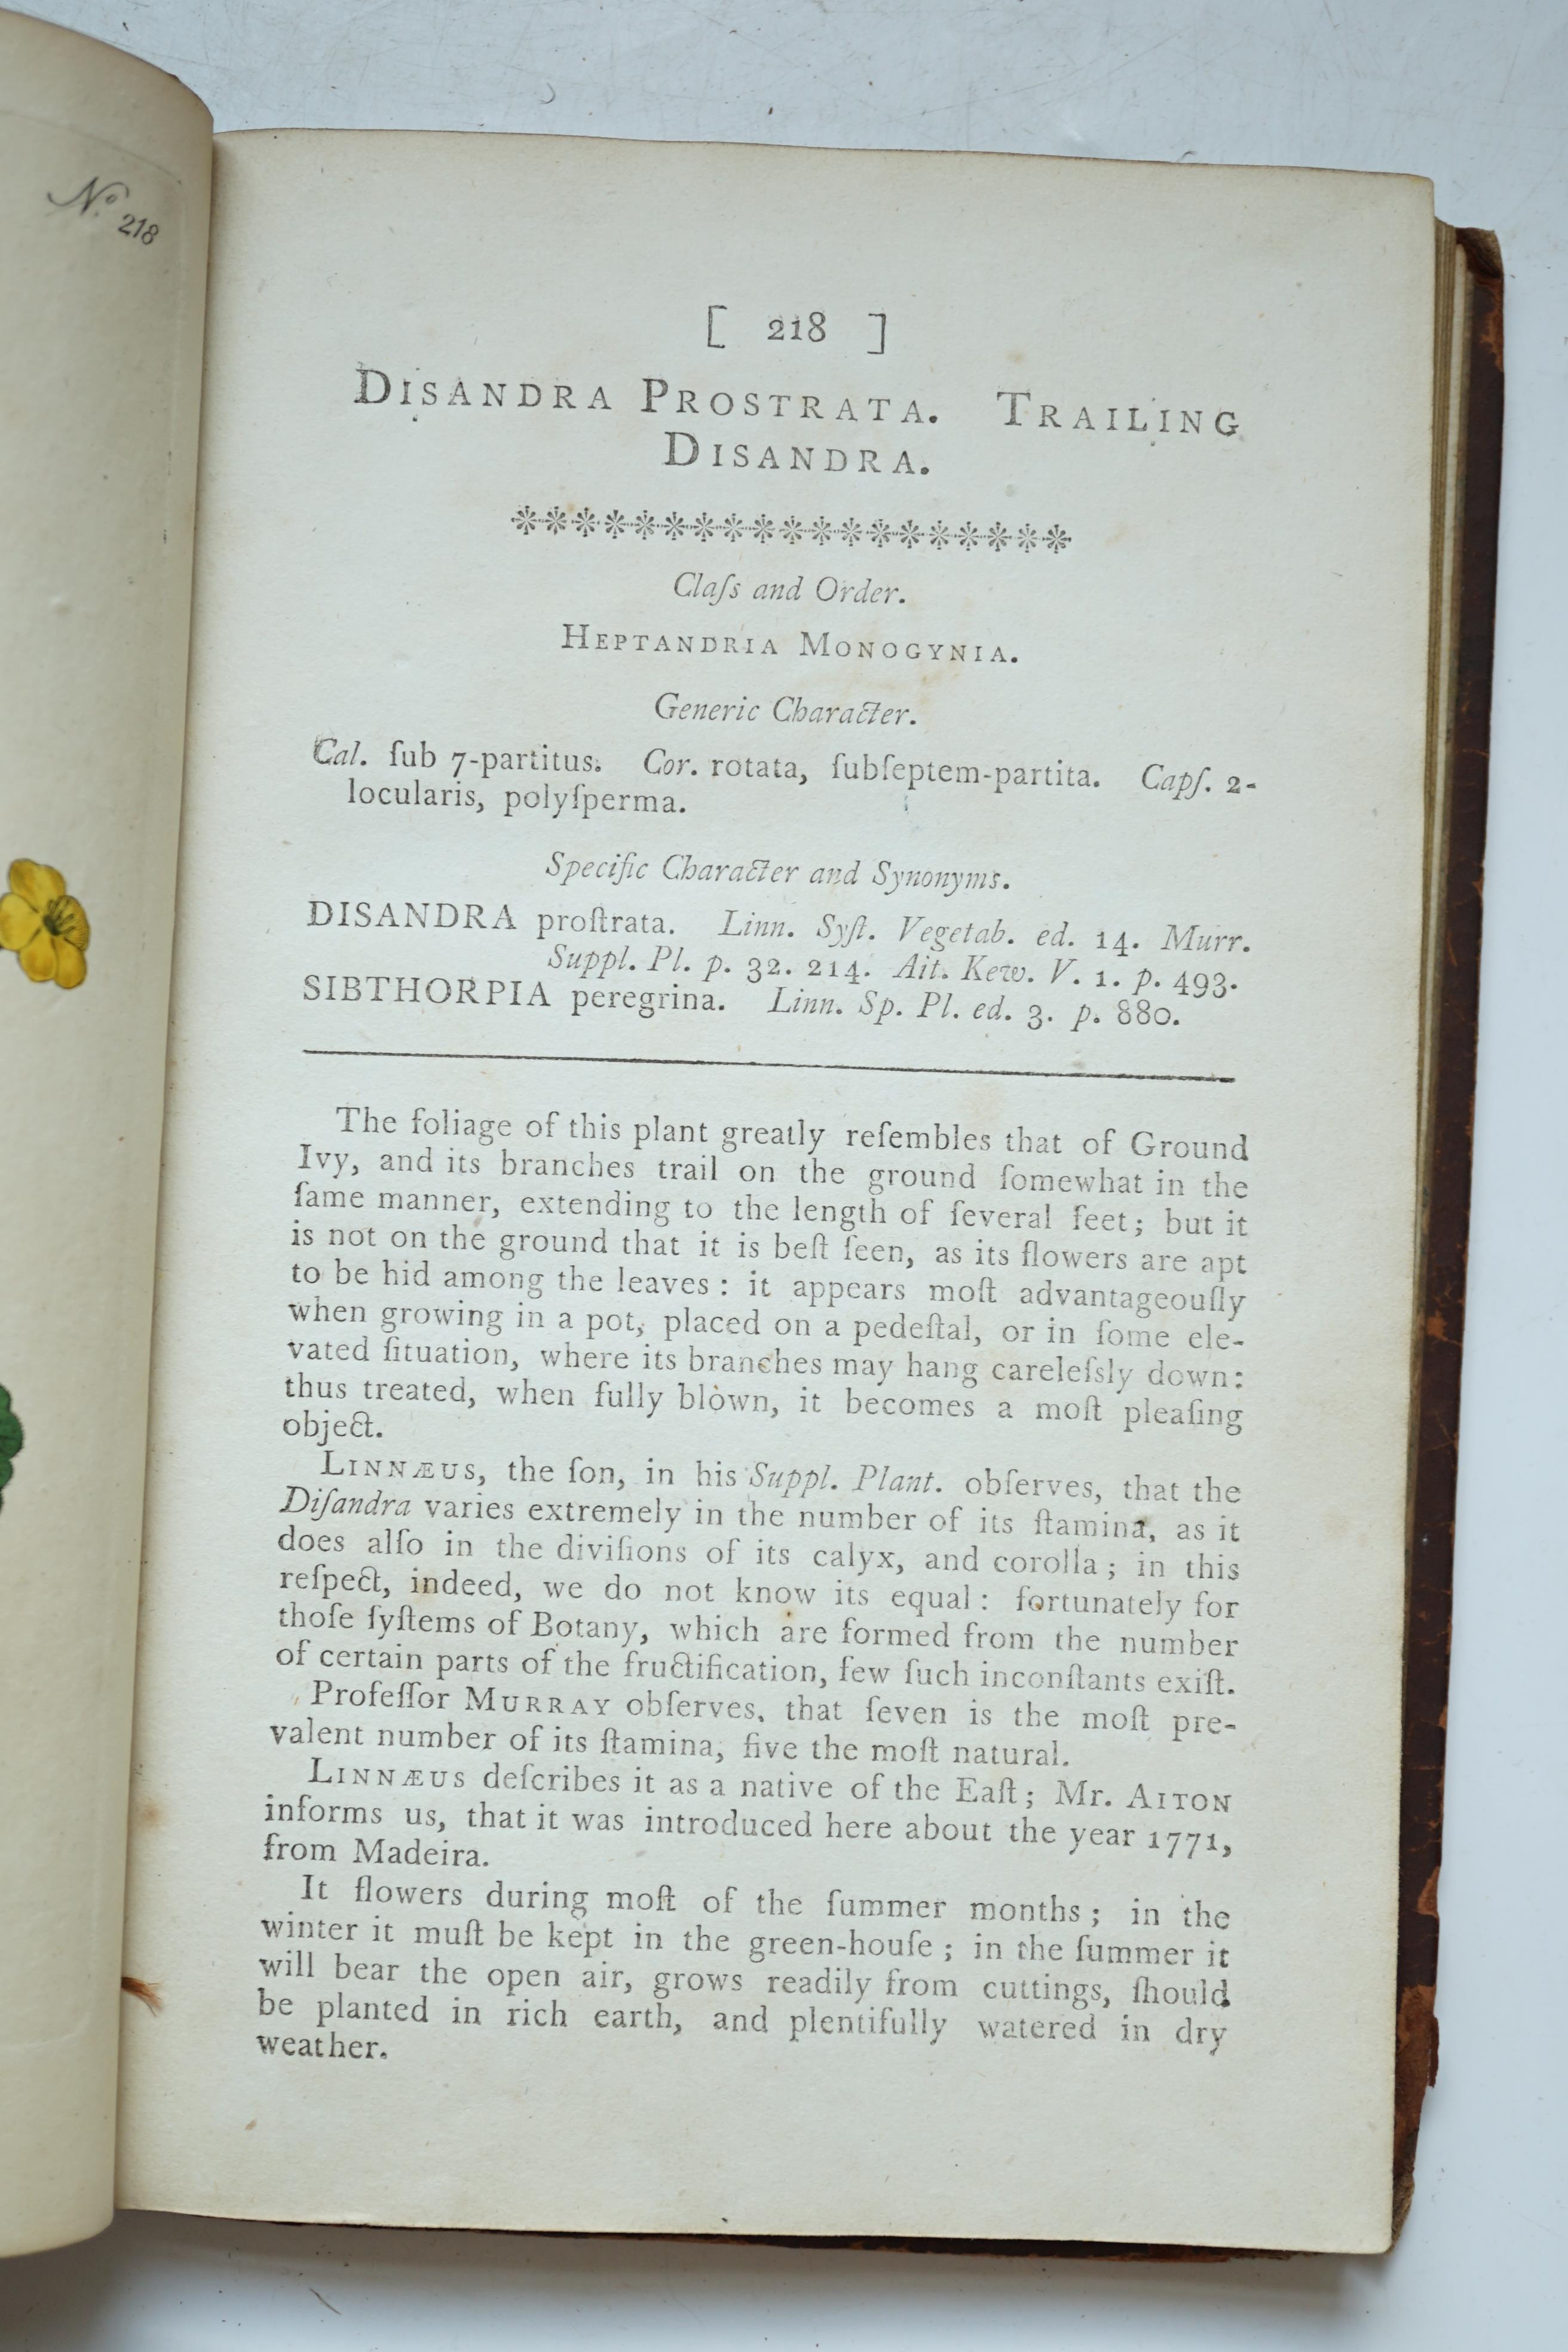 Nº. 218
[ 218 ]
DISANDRA PROSTRATA. TRAILING
DISANDRA.
Claſs and Order.
HEPTANDRIA MONOGYNIA.
Generic Character.
Cal. ſub 7-partitus. Cor. rotata, ſubſeptem-partita. Capſ. 2-
locularis, polyſperma.
Specific Character and Synonyms.
DISANDRA proſtrata. Linn. Syſt. Vegetab. ed. 14. Murr.
Suppl. Pl. p. 32. 214. Ait. Kew. V. 1. p. 493.
SIBTHORPIA peregrina. Linn. Sp. Pl. ed. 3. p. 880.
The foliage of this plant greatly reſembles that of Ground
Ivy, and its branches trail on the ground ſomewhat in the
ſame manner, extending to the length of ſeveral feet; but it
is not on the ground that it is beſt ſeen, as its flowers are apt
to be hid among the leaves: it appears moſt advantageouſly
when growing in a pot, placed on a pedeſtal, or in ſome ele-
vated ſituation, where its branches may hang careleſsly down:
thus treated, when fully blown, it becomes a moſt pleaſing
object.
LINNÆUS, the ſon, in his Suppl. Plant. obſerves, that the
Diſandra varies extremely in the number of its ſtamina, as it
does alſo in the diviſions of its calyx, and corolla; in this
reſpect, indeed, we do not know its equal: fortunately for
thoſe ſyſtems of Botany, which are formed from the number
of certain parts of the fructification, few ſuch inconſtants exiſt.
Profeſſor MURRAY obſerves, that ſeven is the moſt pre-
valent number of its ſtamina, five the moſt natural.
LINNÆUS deſcribes it as a native of the Eaſt; Mr. AITON
informs us, that it was introduced here about the year 1771,
from Madeira.
It flowers during moſt of the ſummer months; in the
winter it muſt be kept in the green-houſe; in the ſummer it
will bear the open air, grows readily from cuttings, ſhould
be planted in rich earth, and plentifully watered in dry
weather.